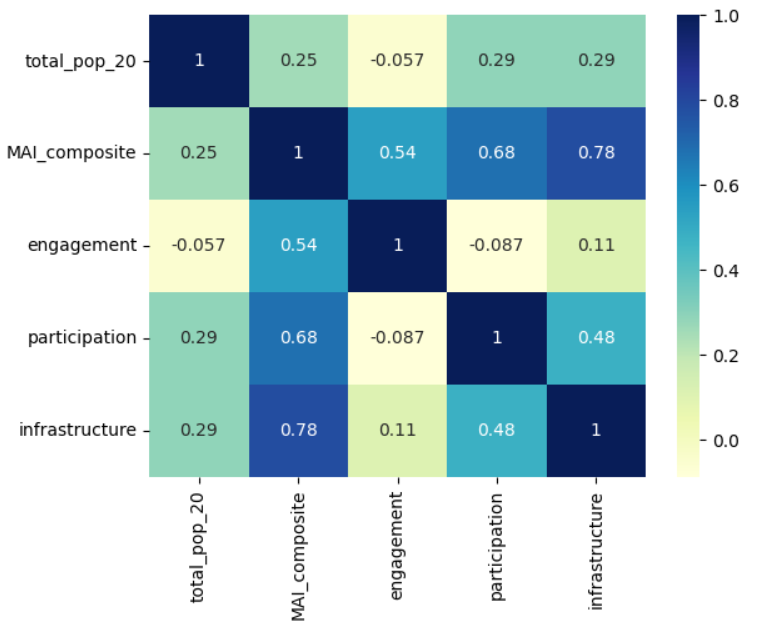 total_pop_20 1 0.25 -0.057 0.29 0.29
MAI_composite 0.25 1 0.54 0.68 0.78
engagement -0.057 0.54 1 -0.087 0.11
participation 0.29 0.68 -0.087 1 0.48
infrastructure 0.29 0.78 0.11 0.48 1
total_pop_20
MAI_composite
engagement
participation
infrastructure
1.0
0.8
0.6
0.4
0.2
0.0